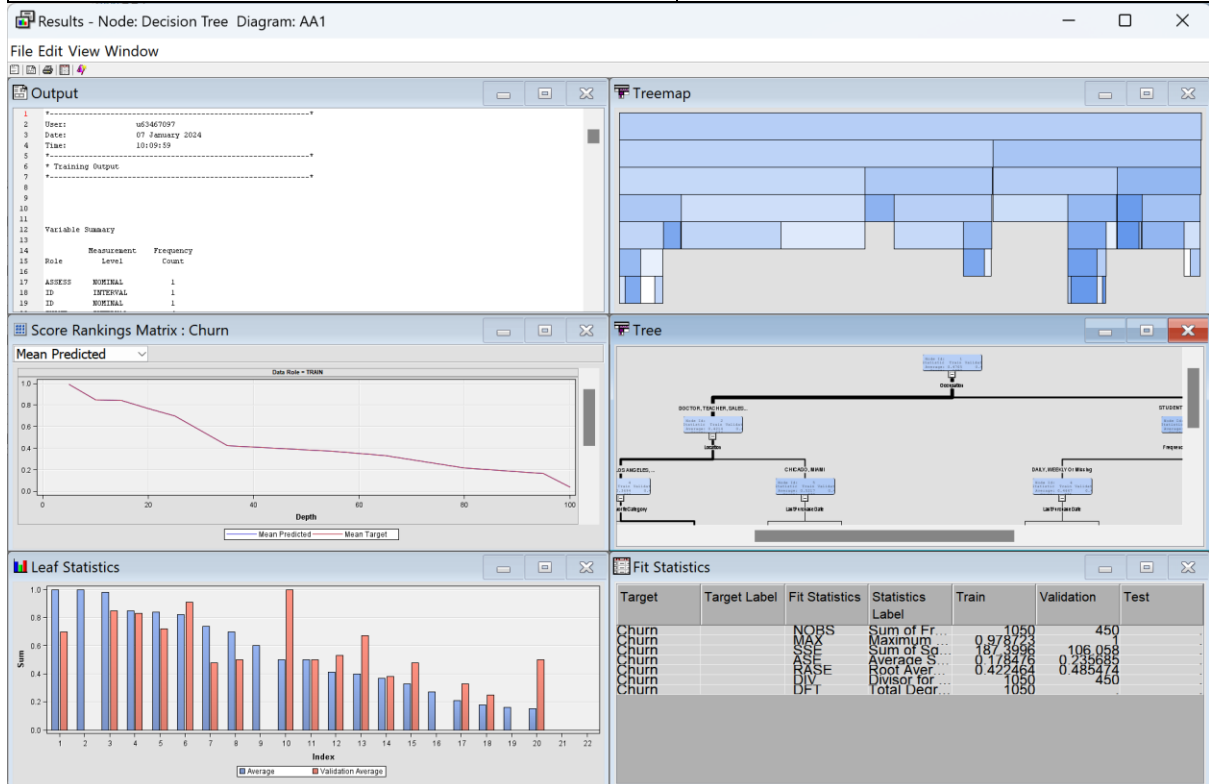 Results - Node: Decision Tree Diagram: AA1
File Edit View Window
Output
1 *------------------------------------------------------------*
2 User: u63467097
3 Date: 07 January 2024
4 Time: 10:09:59
5 *------------------------------------------------------------*
6 * Training Output
7 *------------------------------------------------------------*
8
9
10
11
12 Variable Summary
13
14 Measurement Frequency
15 Role Level Count
16
17 ASSESS NOMINAL 1
18 ID INTERVAL 1
19 ID NOMINAL 1
Treemap
Score Rankings Matrix : Churn
Mean Predicted
Data Role = TRAIN
1.0
0.8
0.6
0.4
0.2
0.0
0 20 40 60 80 100
Depth
Mean Predicted Mean Target
Tree
Node Id: 1
Occupation
DOCTOR, TEACHER, SALES...
STUDENT
Location
OS ANGELES, ...
CHICAGO, MIAMI
DAILY, WEEKLY Or Missing
LastPurchaseDate
LastPurchaseDate
Leaf Statistics
Sum
1.0
0.8
0.6
0.4
0.2
0.0
1 2 3 4 5 6 7 8 9 10 11 12 13 14 15 16 17 18 19 20 21 22
Index
Average Validation Average
Fit Statistics
Target Target Label Fit Statistics Statistics Label Train Validation Test
Churn NOBS Sum of Fr... 1050 450 .
Churn MAX Maximum ... 0.978723 1 .
Churn SSE Sum of Sq... 187.3996 106.058 .
Churn ASE Average S... 0.178476 0.235685 .
Churn RASE Root Aver... 0.422464 0.485474 .
Churn DIV Divisor for ... 1050 450 .
Churn DFT Total Degr... 1050 . .